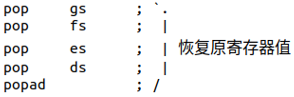 pop gs ; `.
pop fs ; |
pop es ; | 恢复原寄存器值
pop ds ; |
popad ; /